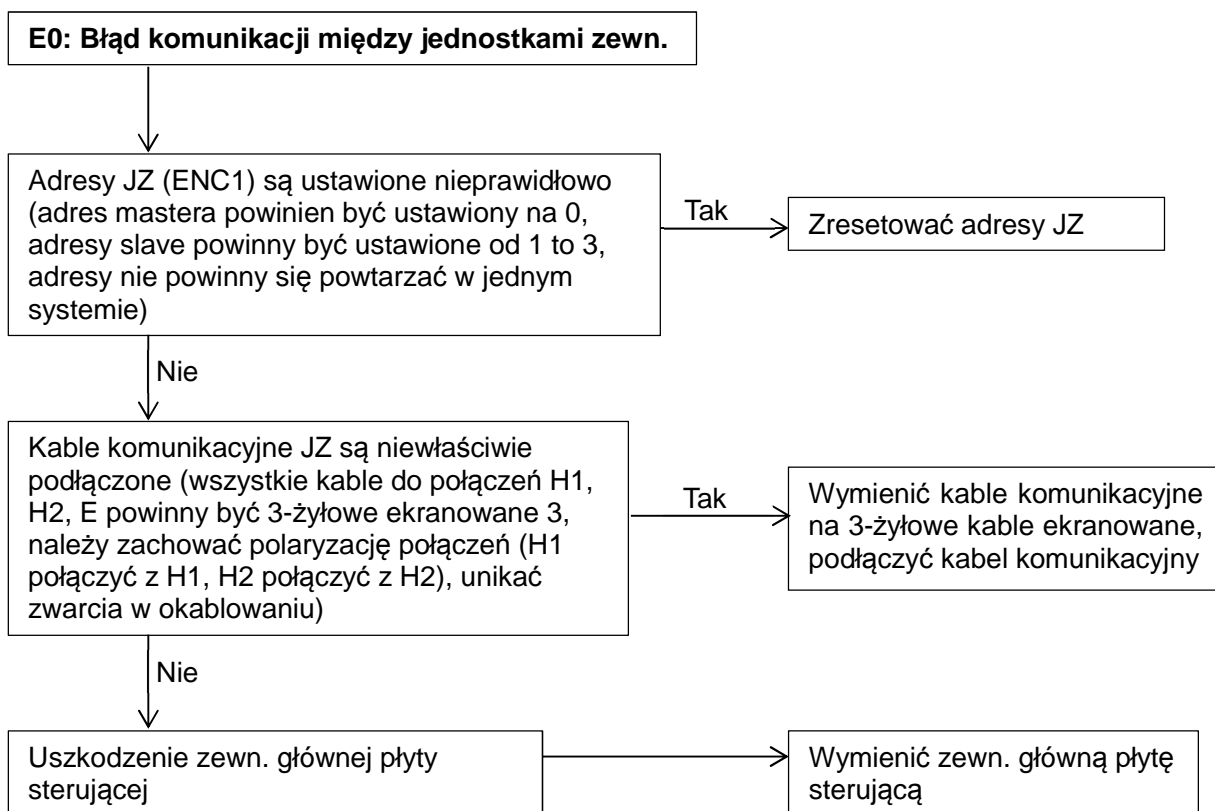 E0: Błąd komunikacji między jednostkami zewn.
Adresy JZ (ENC1) są ustawione nieprawidłowo
(adres mastera powinien być ustawiony na 0,
adresy slave powinny być ustawione od 1 to 3,
adresy nie powinny się powtarzać w jednym
systemie)
Tak
Zresetować adresy JZ
Nie
Kable komunikacyjne JZ są niewłaściwie
podłączone (wszystkie kable do połączeń H1,
H2, E powinny być 3-żyłowe ekranowane 3,
należy zachować polaryzację połączeń (H1
połączyć z H1, H2 połączyć z H2), unikać
zwarcia w okablowaniu)
Tak
Wymienić kable komunikacyjne
na 3-żyłowe kable ekranowane,
podłączyć kabel komunikacyjny
Nie
Uszkodzenie zewn. głównej płyty
sterującej
Wymienić zewn. główną płytę
sterującą